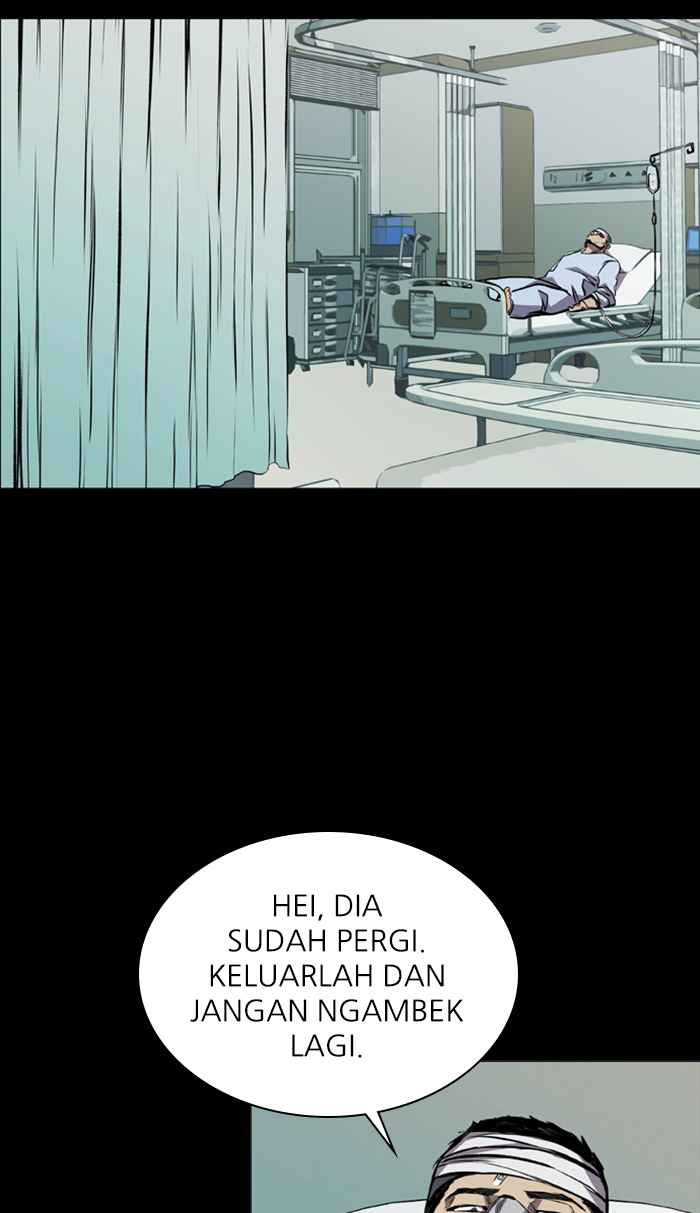 HEI, DIA
SUDAH PERGI.
KELUARLAH DAN
JANGAN NGAMBEK
LAGI.